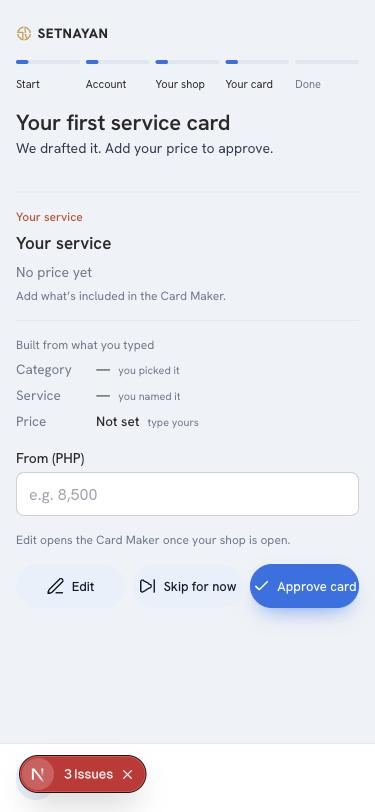 SETNAYAN
Start Account Your shop Your card Done
Your first service card
We drafted it. Add your price to approve.
Your service
Your service
No price yet
Add what’s included in the Card Maker.
Built from what you typed
Category — you picked it
Service — you named it
Price Not set type yours
From (PHP)
e.g. 8,500
Edit opens the Card Maker once your shop is open.
Edit Skip for now Approve card
N 3 Issues